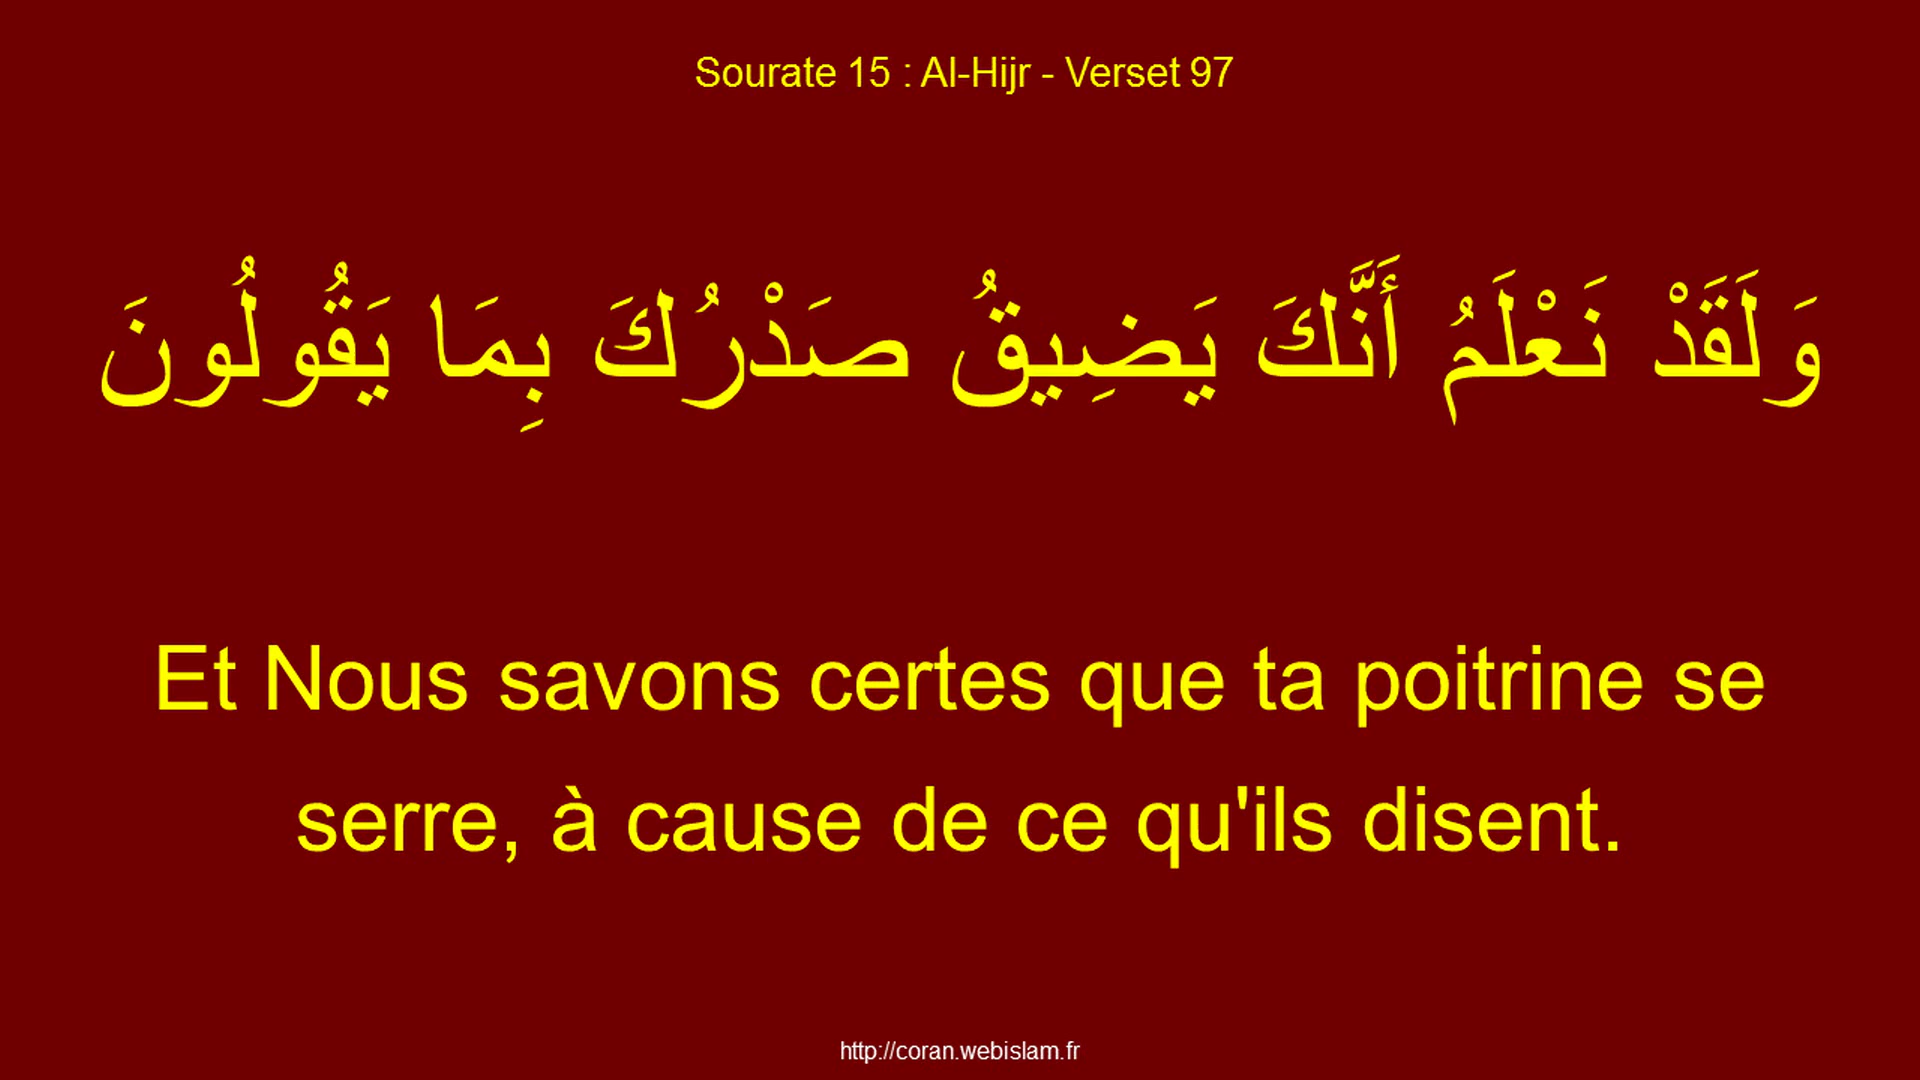 Sourate 15 : Al-Hijr - Verset 97
وَلَقَدْ نَعْلَمُ أَنَّكَ يَضِيقُ صَدْرُكَ بِمَا يَقُولُونَ
Et Nous savons certes que ta poitrine se
serre, à cause de ce qu'ils disent.
http://coran.webislam.fr